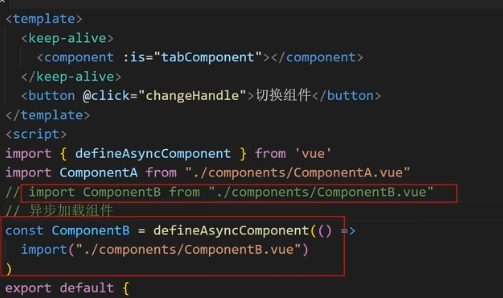 <template>
  <keep-alive>
    <component :is="tabComponent"></component>
  </keep-alive>
  <button @click="changeHandle">切换组件</button>
</template>
<script>
import { defineAsyncComponent } from 'vue'
import ComponentA from "./components/ComponentA.vue"
// import ComponentB from "./components/ComponentB.vue"
// 异步加载组件
const ComponentB = defineAsyncComponent(() =>
  import("./components/ComponentB.vue")
)
export default {